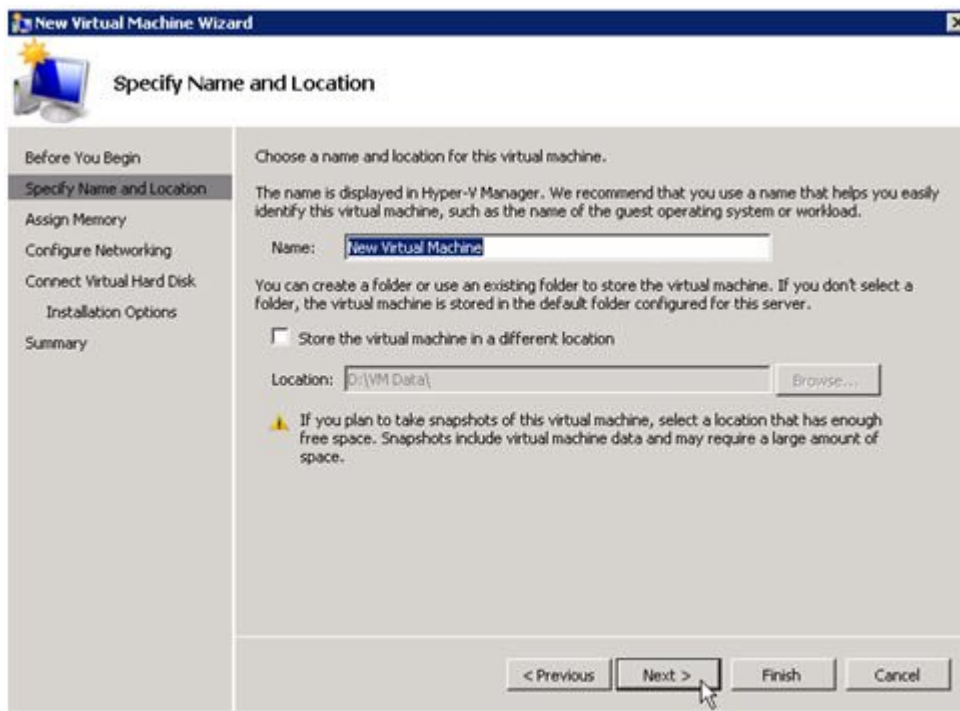 New Virtual Machine Wizard
Specify Name and Location
Before You Begin
Specify Name and Location
Assign Memory
Configure Networking
Connect Virtual Hard Disk
Installation Options
Summary
Choose a name and location for this virtual machine.
The name is displayed in Hyper-V Manager. We recommend that you use a name that helps you easily
identify this virtual machine, such as the name of the guest operating system or workload.
Name: New Virtual Machine
You can create a folder or use an existing folder to store the virtual machine. If you don't select a
folder, the virtual machine is stored in the default folder configured for this server.
Store the virtual machine in a different location
Location: D:\VM Data\ Browse...
If you plan to take snapshots of this virtual machine, select a location that has enough
free space. Snapshots include virtual machine data and may require a large amount of
space.
< Previous Next > Finish Cancel